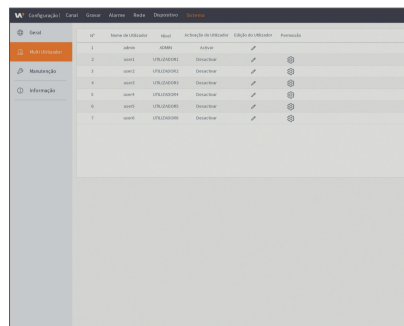 Configuração | Canal Gravar Alarme Rede Dispositivo Sistema
Geral
Multi-Utilizador
Manutenção
Informação
Nº Nome de Utilizador Nível Activação do Utilizador Edição do Utilizador Permissão
1 admin ADMIN Activar
2 user1 UTILIZADOR1 Desactivar
3 user2 UTILIZADOR2 Desactivar
4 user3 UTILIZADOR3 Desactivar
5 user4 UTILIZADOR4 Desactivar
6 user5 UTILIZADOR5 Desactivar
7 user6 UTILIZADOR6 Desactivar